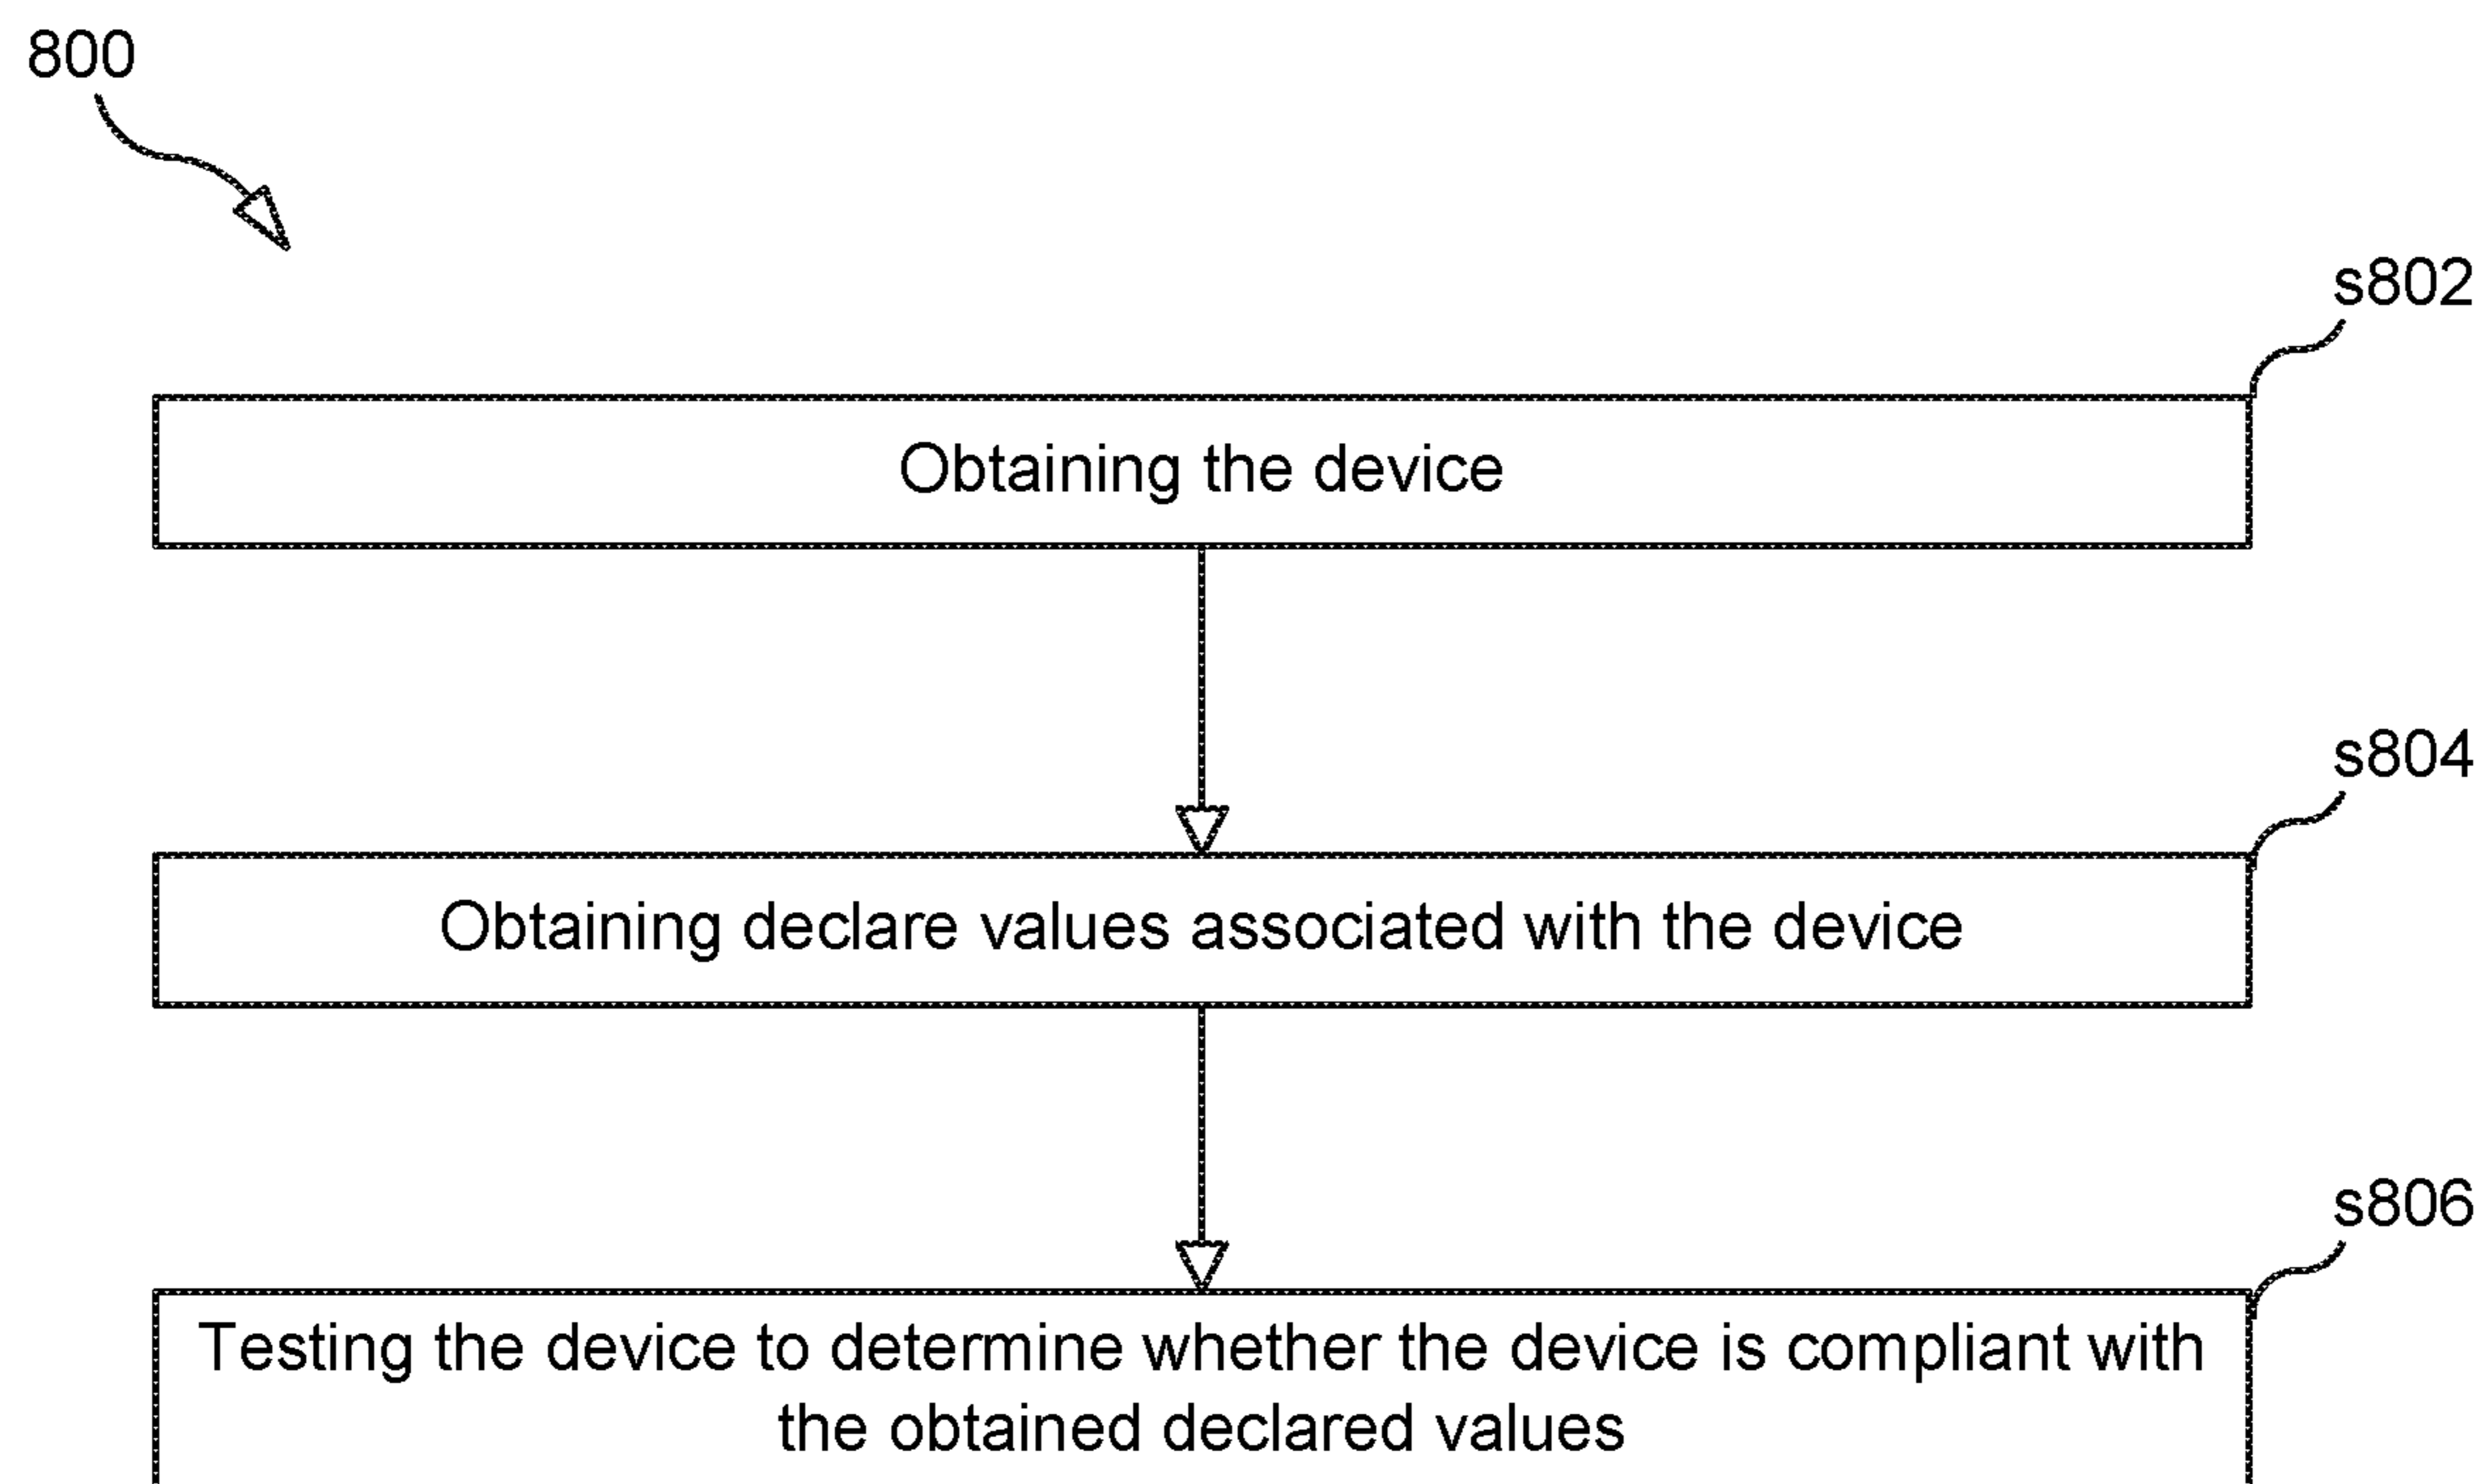 800
s802
Obtaining the device
s804
Obtaining declare values associated with the device
s806
Testing the device to determine whether the device is compliant with
the obtained declared values